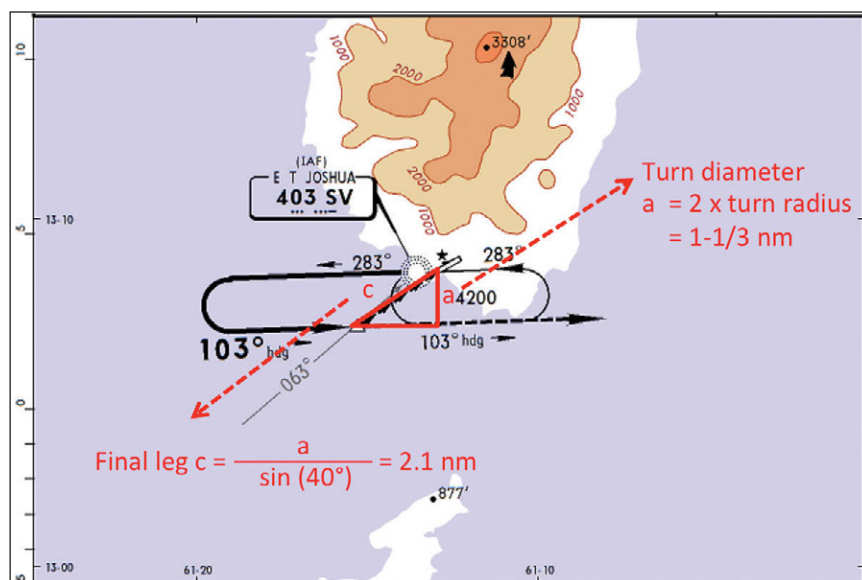 10
3308'
1000
2000
1000
2000
1000
(IAF)
E T JOSHUA
403 SV
Turn diameter
a = 2 x turn radius
= 1-1/3 nm
13-10
5
283°
283°
c
a
4200
103° hdg
103° hdg
063°
0
Final leg c = a / sin (40°) = 2.1 nm
877'
13-00
5
61-20
61-10